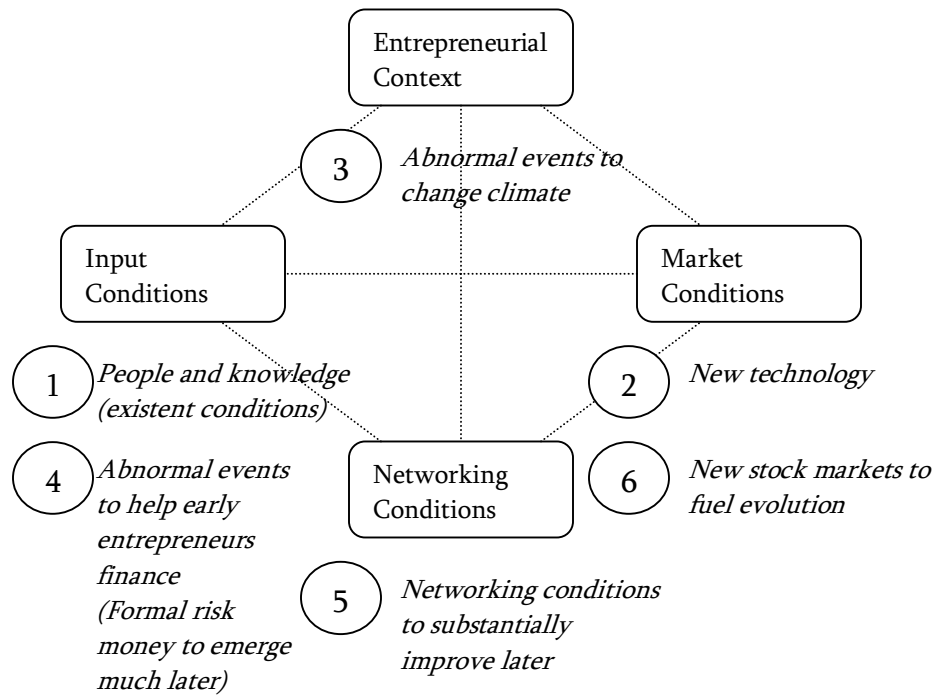 Entrepreneurial
Context
3
Abnormal events to
change climate
Input
Conditions
Market
Conditions
1
People and knowledge
(existent conditions)
2
New technology
4
Abnormal events
to help early
entrepreneurs
finance
(Formal risk
money to emerge
much later)
Networking
Conditions
6
New stock markets to
fuel evolution
5
Networking conditions
to substantially
improve later